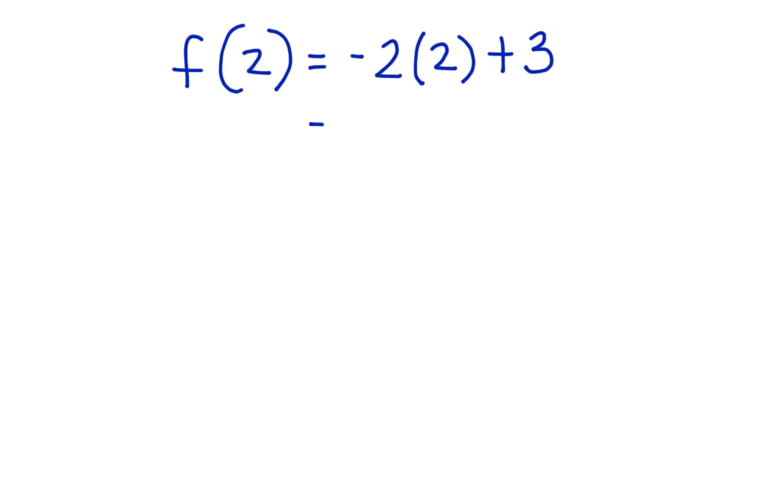 f(2) = -2(2)+3
-